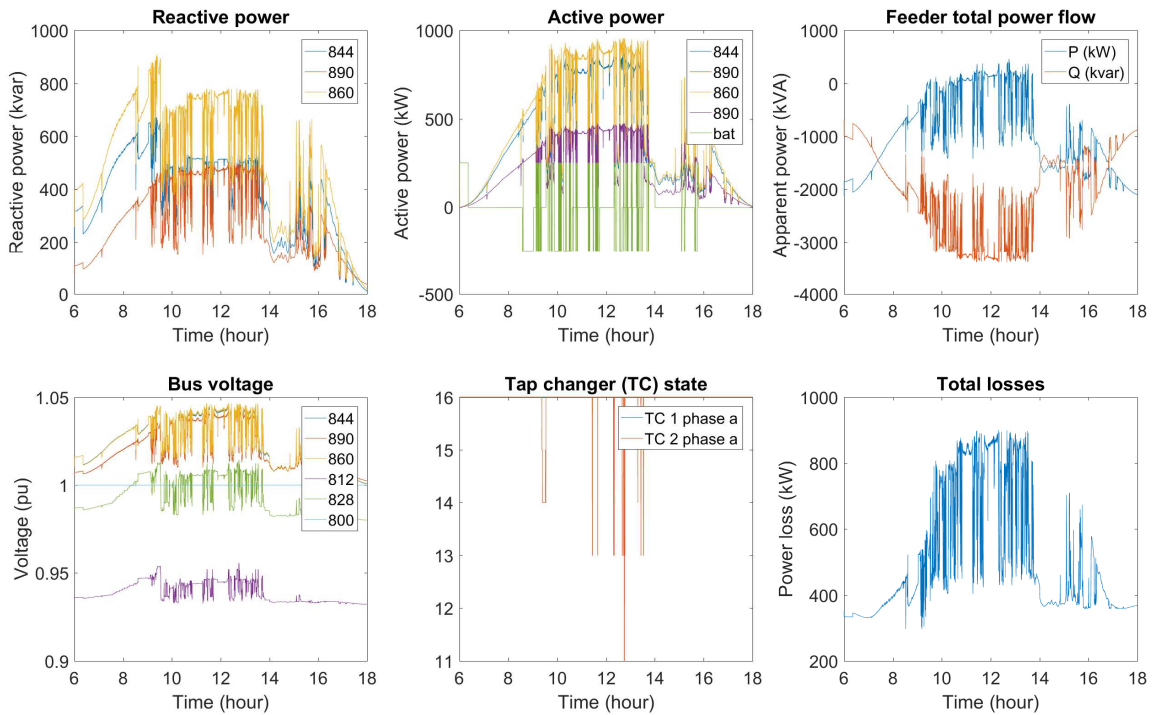 Reactive power
Reactive power (kvar)
1000
800
600
400
200
0
6 8 10 12 14 16 18
Time (hour)
844
890
860
Active power
Active power (kW)
1000
500
0
-500
6 8 10 12 14 16 18
Time (hour)
844
890
860
890
bat
Feeder total power flow
Apparent power (kVA)
1000
0
-1000
-2000
-3000
-4000
6 8 10 12 14 16 18
Time (hour)
P (kW)
Q (kvar)
Bus voltage
Voltage (pu)
1.05
1
0.95
0.9
6 8 10 12 14 16 18
Time (hour)
844
890
860
812
828
800
Tap changer (TC) state
16
15
14
13
12
11
6 8 10 12 14 16 18
Time (hour)
TC 1 phase a
TC 2 phase a
Total losses
Power loss (kW)
1000
800
600
400
200
6 8 10 12 14 16 18
Time (hour)